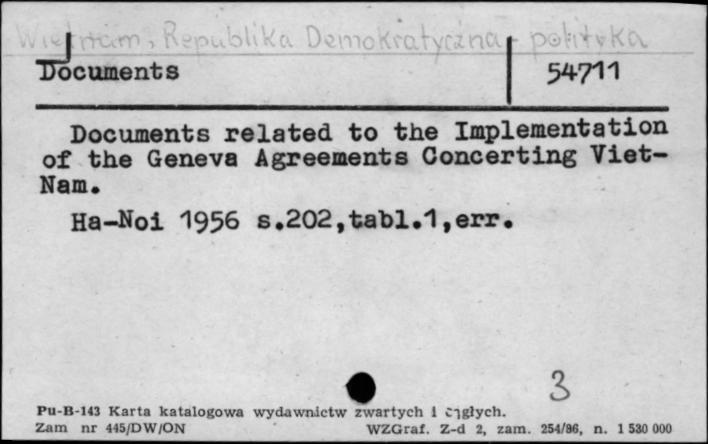 Wietnam, Republika Demokratyczna - polityka
Documents 54711
Documents related to the Implementation
of the Geneva Agreements Concerting Viet-
Nam.
Ha-Noi 1956 s.202,tabl.1,err.
3
Pu-B-143 Karta katalogowa wydawnictw zwartych i ciągłych.
Zam nr 445/DW/ON WZGraf. Z-d 2, zam. 254/86, n. 1 530 000